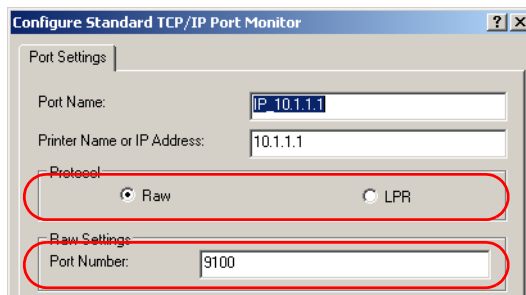 Configure Standard TCP/IP Port Monitor
Port Settings
Port Name: IP_10.1.1.1
Printer Name or IP Address: 10.1.1.1
Protocol
Raw LPR
Raw Settings
Port Number: 9100